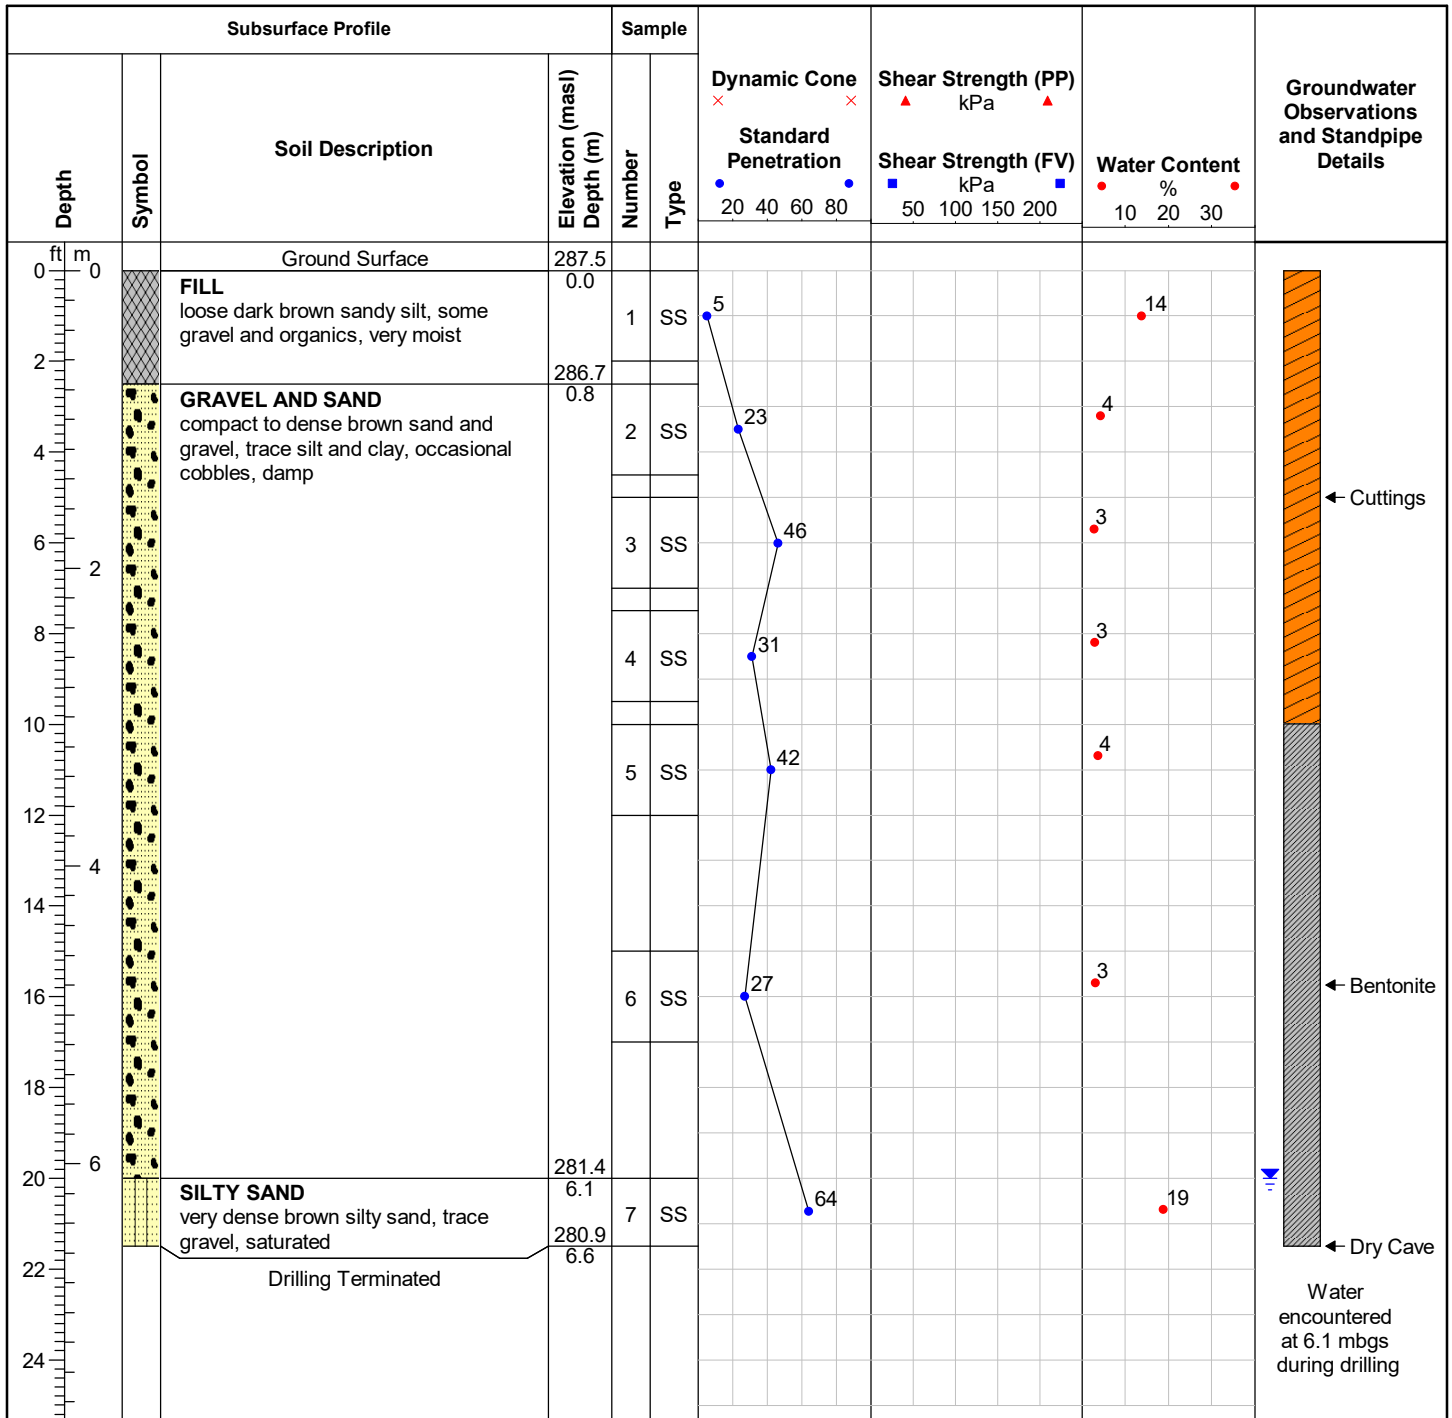 Subsurface Profile
Sample
Depth
Symbol
Soil Description
Elevation (masl)
Depth (m)
Number
Type
Dynamic Cone
Standard
Penetration
20 40 60 80
Shear Strength (PP)
kPa
Shear Strength (FV)
kPa
50 100 150 200
Water Content
%
10 20 30
Groundwater
Observations
and Standpipe
Details
ft m
Ground Surface 287.5
0 0
0.0
FILL
loose dark brown sandy silt, some
gravel and organics, very moist
1 SS 5 14
2
286.7
0.8
GRAVEL AND SAND
compact to dense brown sand and
gravel, trace silt and clay, occasional
cobbles, damp
2 SS 23 4
4
Cuttings
3 SS 46 3
6
2
8
4 SS 31 3
10
5 SS 42 4
12
4
14
6 SS 27 3
16
Bentonite
18
6
281.4
20
6.1
SILTY SAND
very dense brown silty sand, trace
gravel, saturated
7 SS 64 19
280.9
6.6
Dry Cave
22
Drilling Terminated
Water
encountered
at 6.1 mbgs
during drilling
24